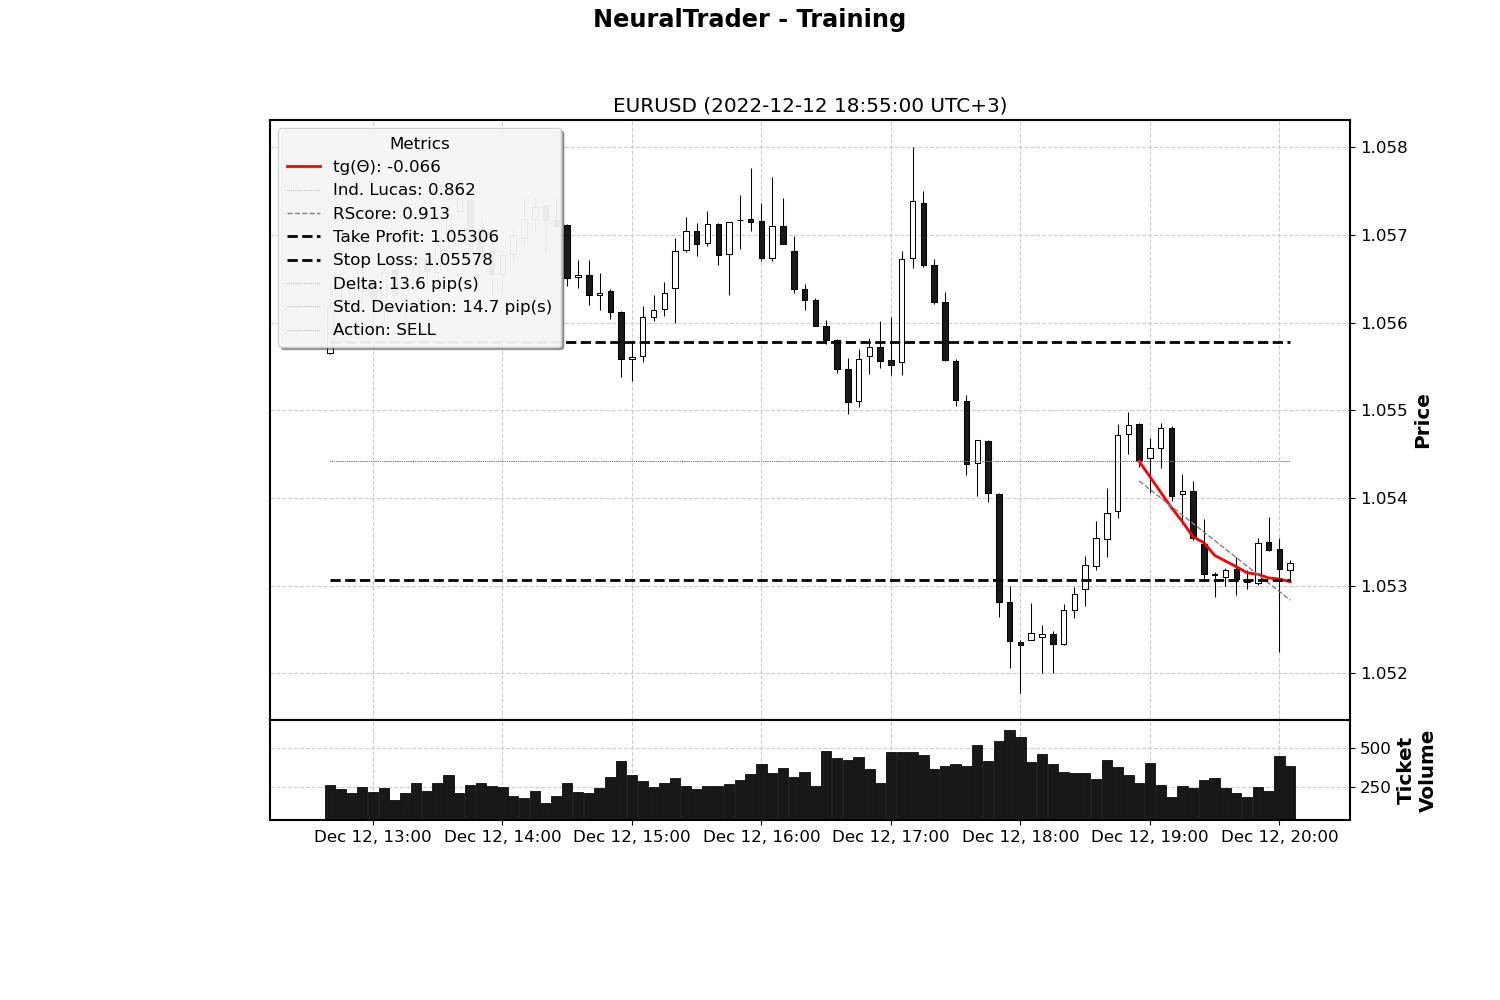 NeuralTrader - Training
EURUSD (2022-12-12 18:55:00 UTC+3)
Metrics
tg(Θ): -0.066
Ind. Lucas: 0.862
RScore: 0.913
Take Profit: 1.05306
Stop Loss: 1.05578
Delta: 13.6 pip(s)
Std. Deviation: 14.7 pip(s)
Action: SELL
1.058
1.057
1.056
1.055
1.054
1.053
1.052
Price
500
250
Ticket
Volume
Dec 12, 13:00 Dec 12, 14:00 Dec 12, 15:00 Dec 12, 16:00 Dec 12, 17:00 Dec 12, 18:00 Dec 12, 19:00 Dec 12, 20:00